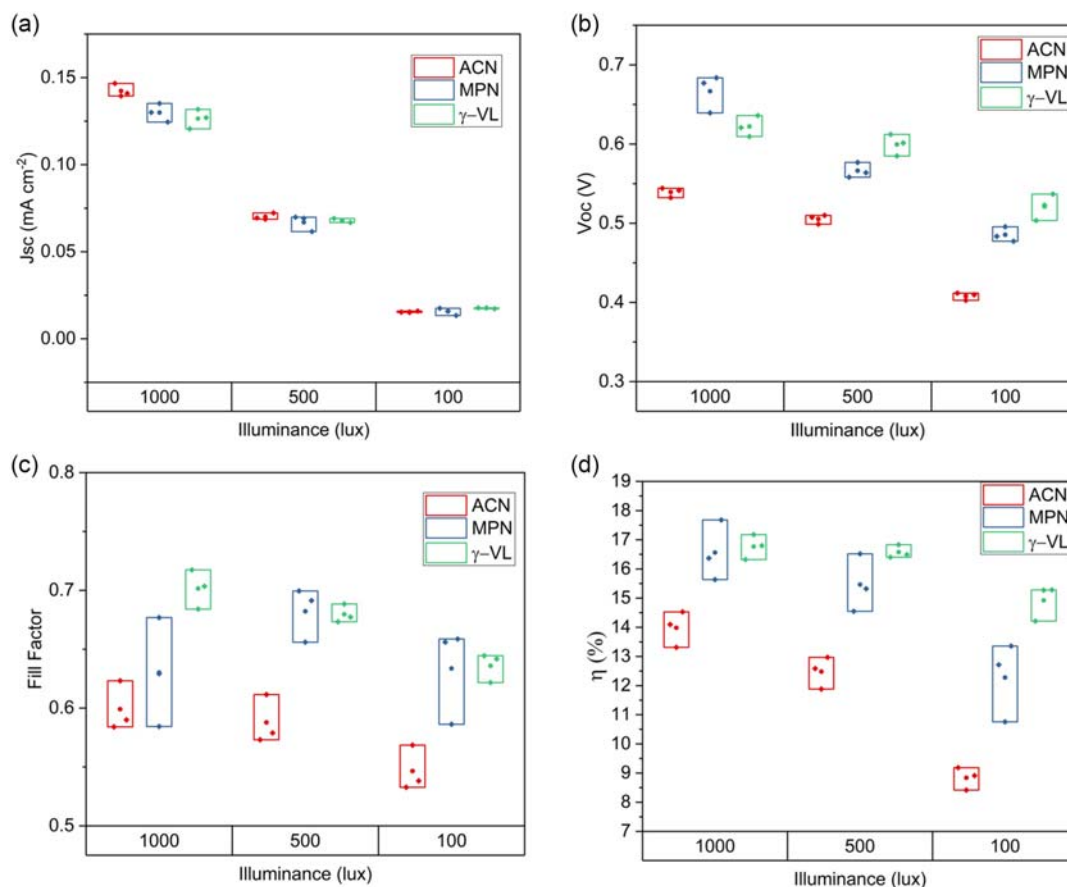 (a)
0.15
0.10
0.05
0.00
Jsc (mA cm⁻²)
ACN
MPN
γ–VL
1000 500 100
Illuminance (lux)
(b)
0.7
0.6
0.5
0.4
0.3
Voc (V)
ACN
MPN
γ–VL
1000 500 100
Illuminance (lux)
(c)
0.8
0.7
0.6
0.5
Fill Factor
ACN
MPN
γ–VL
1000 500 100
Illuminance (lux)
(d)
19
18
17
16
15
14
13
12
11
10
9
8
7
η (%)
ACN
MPN
γ–VL
1000 500 100
Illuminance (lux)